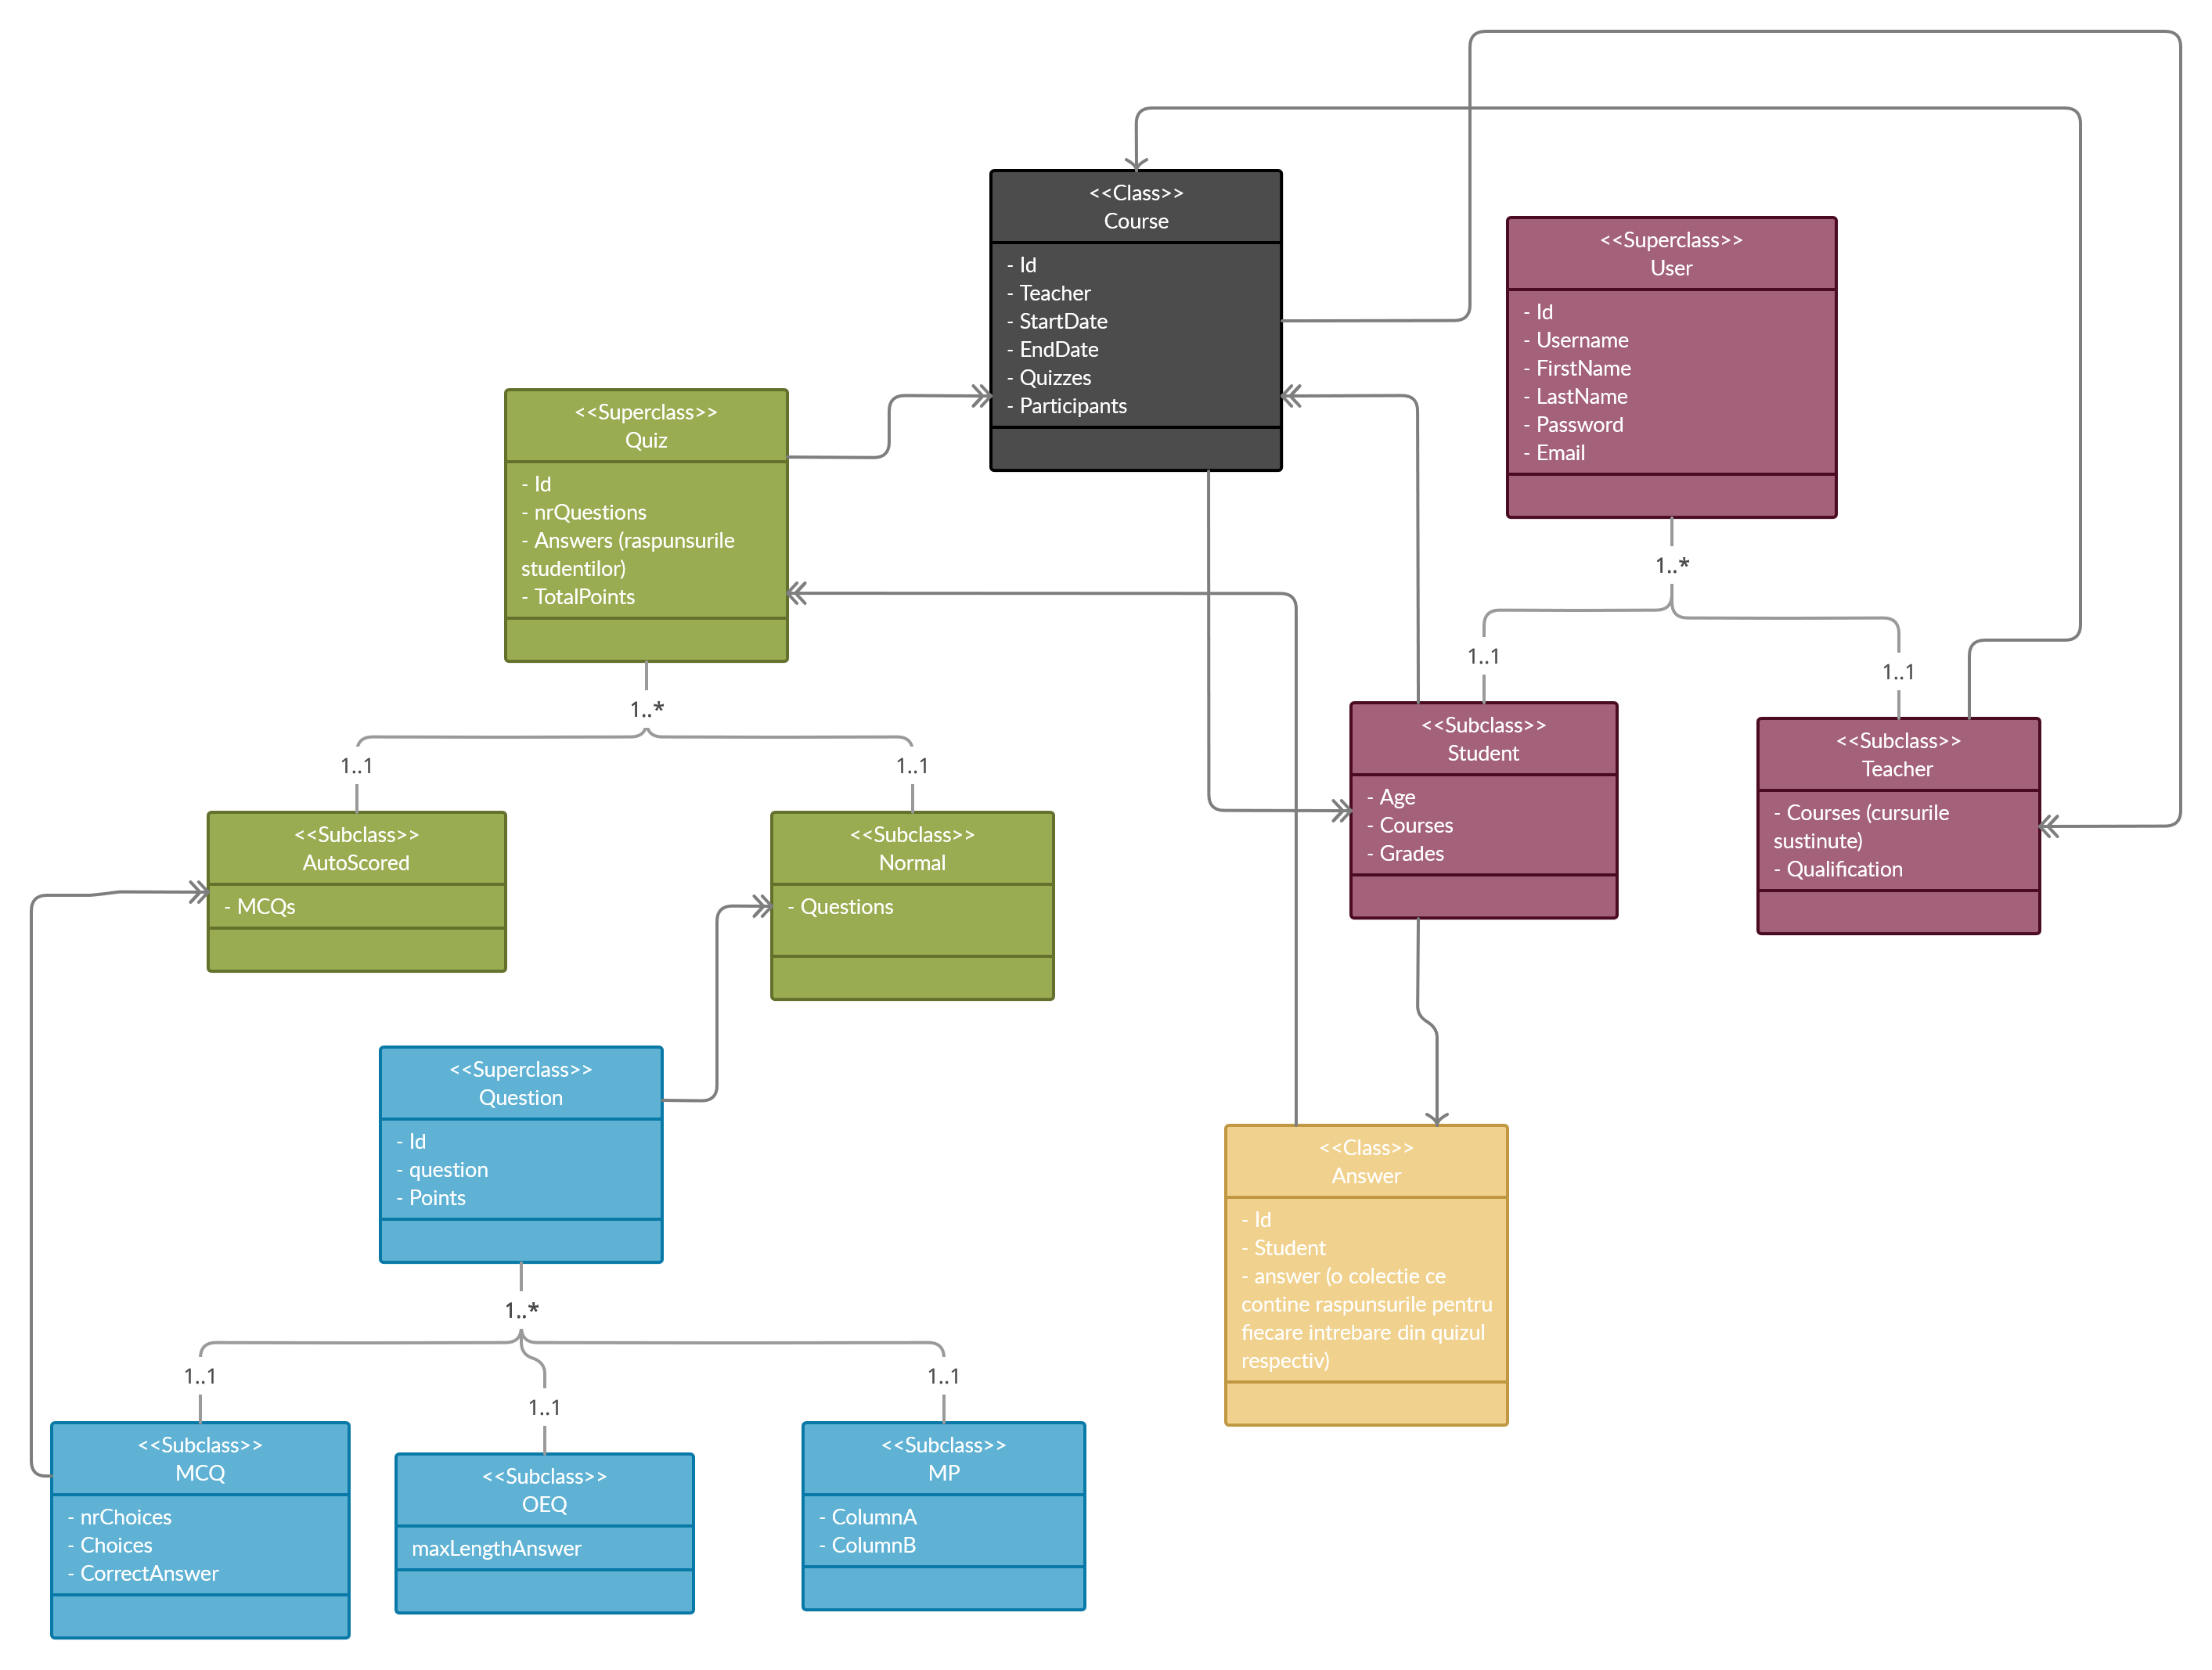 <<Class>>
Course
- Id
- Teacher
- StartDate
- EndDate
- Quizzes
- Participants
<<Superclass>>
User
- Id
- Username
- FirstName
- LastName
- Password
- Email
1..*
1..1
1..1
<<Superclass>>
Quiz
- Id
- nrQuestions
- Answers (raspunsurile
studentilor)
- TotalPoints
1..*
1..1
1..1
<<Subclass>>
Student
- Age
- Courses
- Grades
<<Subclass>>
Teacher
- Courses (cursurile
sustinute)
- Qualification
<<Subclass>>
AutoScored
- MCQs
<<Subclass>>
Normal
- Questions
<<Superclass>>
Question
- Id
- question
- Points
1..*
1..1
1..1
1..1
<<Class>>
Answer
- Id
- Student
- answer (o colectie ce
contine raspunsurile pentru
fiecare intrebare din quizul
respectiv)
<<Subclass>>
MCQ
- nrChoices
- Choices
- CorrectAnswer
<<Subclass>>
OEQ
maxLengthAnswer
<<Subclass>>
MP
- ColumnA
- ColumnB